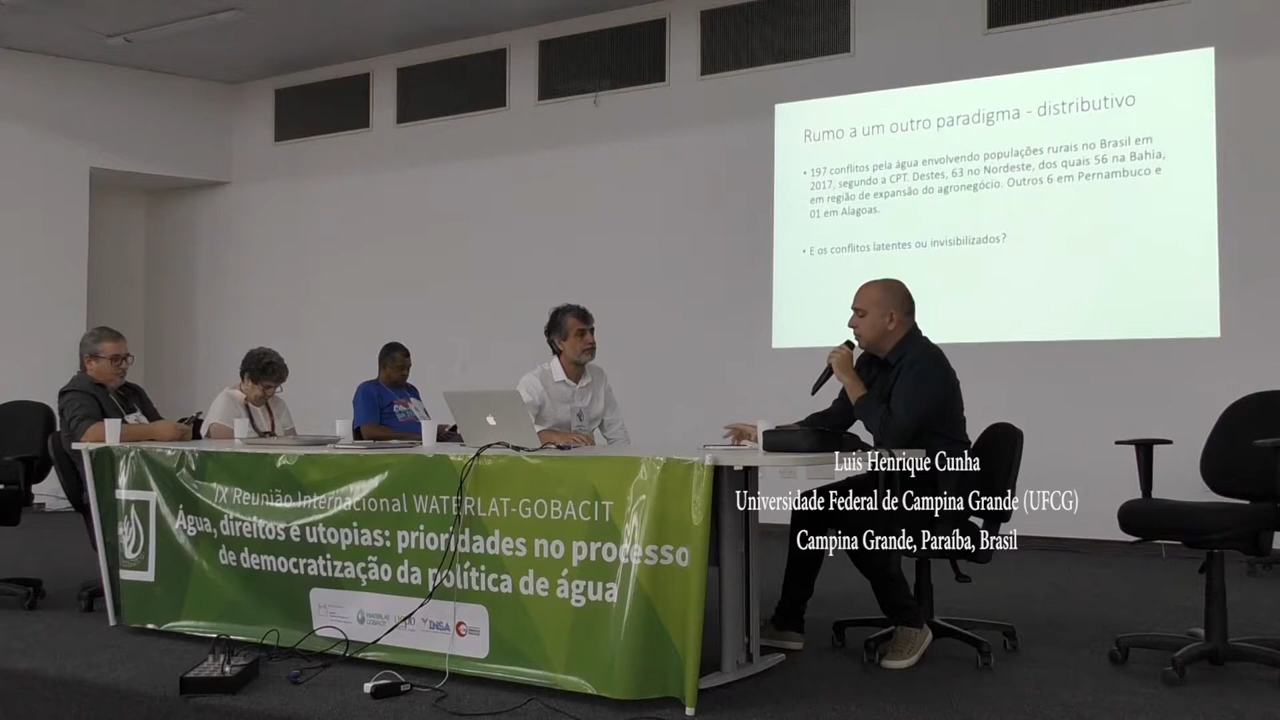 Rumo a um outro paradigma - distributivo
• 197 conflitos pela água envolvendo populações rurais no Brasil em
2017, segundo a CPT. Destes, 63 no Nordeste, dos quais 56 na Bahia,
em região de expansão do agronegócio. Outros 6 em Pernambuco e
01 em Alagoas.
• E os conflitos latentes ou invisibilizados?
Luis Henrique Cunha
Universidade Federal de Campina Grande (UFCG)
Campina Grande, Paraíba, Brasil
IX Reunião Internacional WATERLAT-GOBACIT
Água, direitos e utopias: prioridades no processo
de democratização da política de água
WATERLAT
GOBACIT
INSA